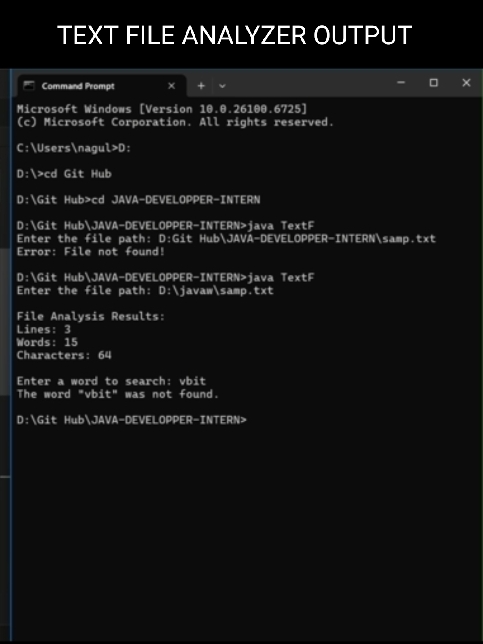 TEXT FILE ANALYZER OUTPUT
Command Prompt
Microsoft Windows [Version 10.0.26100.6725]
(c) Microsoft Corporation. All rights reserved.
C:\Users\nagul>D:
D:\>cd Git Hub
D:\Git Hub>cd JAVA-DEVELOPPER-INTERN
D:\Git Hub\JAVA-DEVELOPPER-INTERN>java TextF
Enter the file path: D:Git Hub\JAVA-DEVELOPPER-INTERN\samp.txt
Error: File not found!
D:\Git Hub\JAVA-DEVELOPPER-INTERN>java TextF
Enter the file path: D:\javaw\samp.txt
File Analysis Results:
Lines: 3
Words: 15
Characters: 64
Enter a word to search: vbit
The word "vbit" was not found.
D:\Git Hub\JAVA-DEVELOPPER-INTERN>